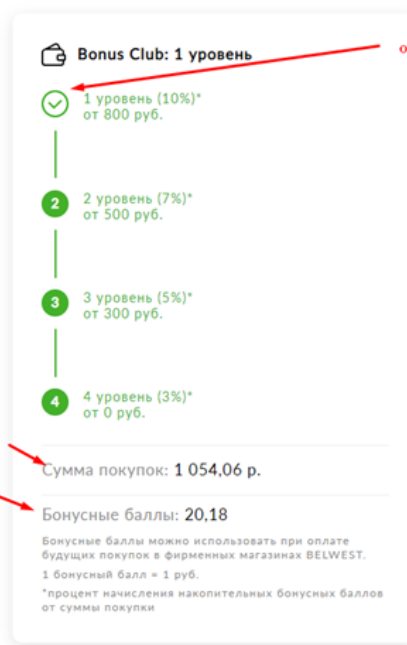 Bonus Club: 1 уровень
о
1 уровень (10%)*
от 800 руб.
2
2 уровень (7%)*
от 500 руб.
3
3 уровень (5%)*
от 300 руб.
4
4 уровень (3%)*
от 0 руб.
Сумма покупок: 1 054,06 р.
Бонусные баллы: 20,18
Бонусные баллы можно использовать при оплате
будущих покупок в фирменных магазинах BELWEST.
1 бонусный балл = 1 руб.
*процент начисления накопительных бонусных баллов
от суммы покупки